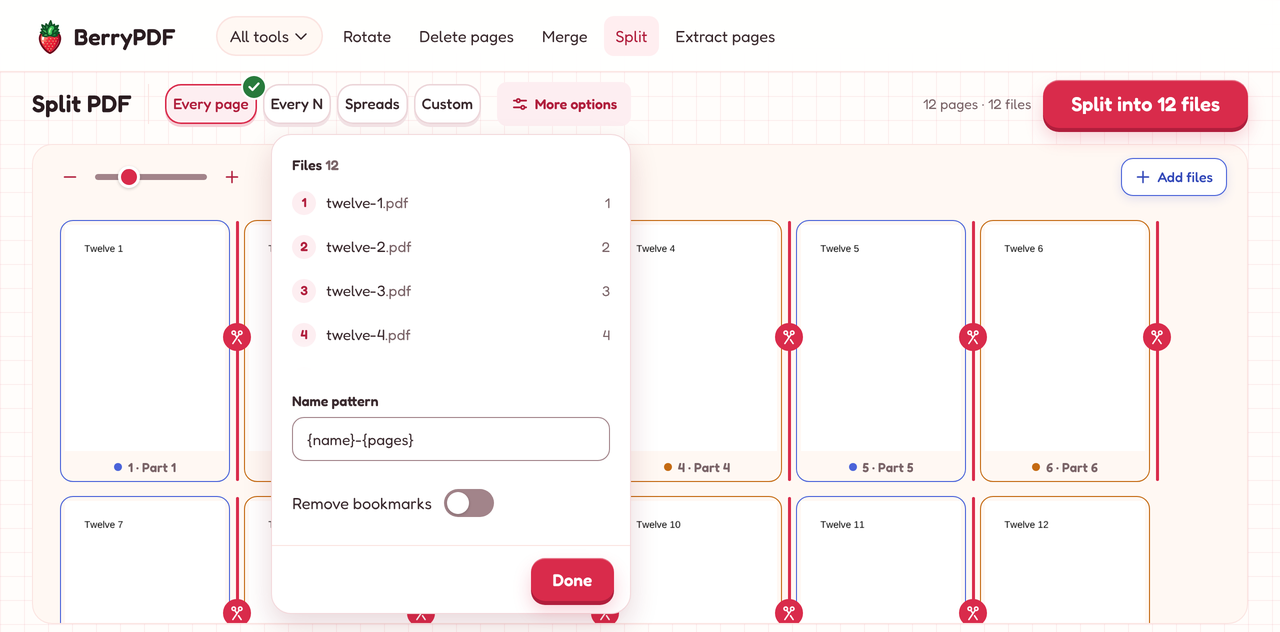 BerryPDF
All tools
Rotate
Delete pages
Merge
Split
Extract pages
Split PDF
Every page
Every N
Spreads
Custom
More options
12 pages · 12 files
Split into 12 files
Add files
Files 12
1 twelve-1.pdf 1
2 twelve-2.pdf 2
3 twelve-3.pdf 3
4 twelve-4.pdf 4
Name pattern
{name}-{pages}
Remove bookmarks
Done
Twelve 1
Twelve 4
Twelve 5
Twelve 6
1 · Part 1
4 · Part 4
5 · Part 5
6 · Part 6
Twelve 7
Twelve 10
Twelve 11
Twelve 12